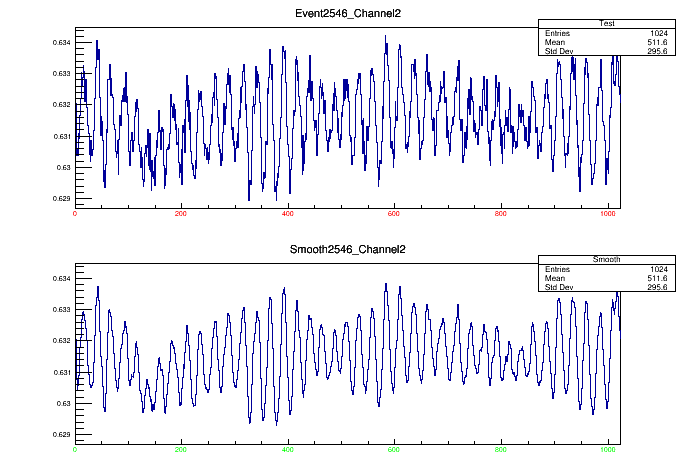 Event2546_Channel2
Test
Entries 1024
Mean 511.6
Std Dev 295.6
0.634
0.633
0.632
0.631
0.63
0.629
0 200 400 600 800 1000
Smooth2546_Channel2
Smooth
Entries 1024
Mean 511.6
Std Dev 295.6
0.634
0.633
0.632
0.631
0.63
0.629
0 200 400 600 800 1000